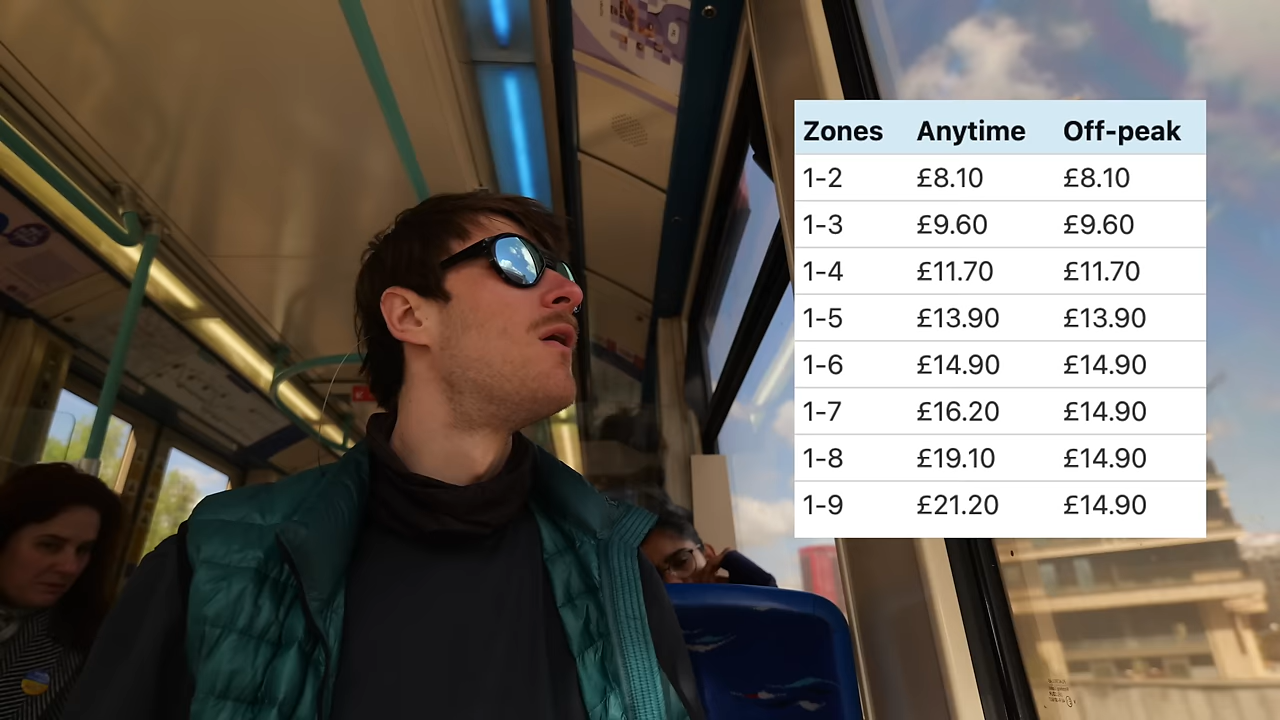 Zones Anytime Off-peak
1-2 £8.10 £8.10
1-3 £9.60 £9.60
1-4 £11.70 £11.70
1-5 £13.90 £13.90
1-6 £14.90 £14.90
1-7 £16.20 £14.90
1-8 £19.10 £14.90
1-9 £21.20 £14.90